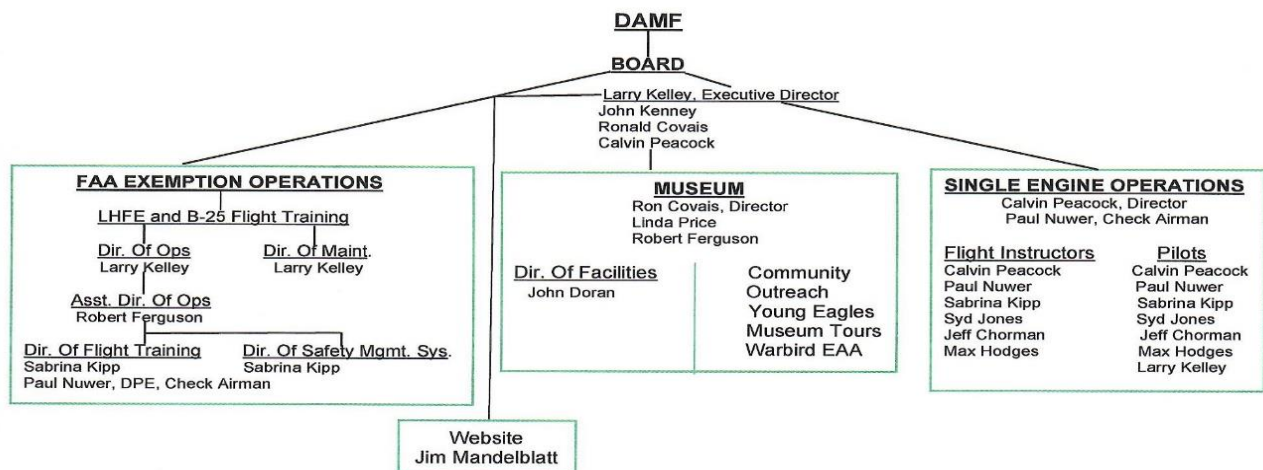 DAMF
BOARD
Larry Kelley, Executive Director
John Kenney
Ronald Covais
Calvin Peacock
FAA EXEMPTION OPERATIONS
LHFE and B-25 Flight Training
Dir. Of Ops
Larry Kelley
Dir. Of Maint.
Larry Kelley
Asst. Dir. Of Ops
Robert Ferguson
Dir. Of Flight Training
Sabrina Kipp
Paul Nuwer, DPE, Check Airman
Dir. Of Safety Mgmt. Sys.
Sabrina Kipp
MUSEUM
Ron Covais, Director
Linda Price
Robert Ferguson
Dir. Of Facilities
John Doran
Community
Outreach
Young Eagles
Museum Tours
Warbird EAA
SINGLE ENGINE OPERATIONS
Calvin Peacock, Director
Paul Nuwer, Check Airman
Flight Instructors
Calvin Peacock
Paul Nuwer
Sabrina Kipp
Syd Jones
Jeff Chorman
Max Hodges
Pilots
Calvin Peacock
Paul Nuwer
Sabrina Kipp
Syd Jones
Jeff Chorman
Max Hodges
Larry Kelley
Website
Jim Mandelblatt